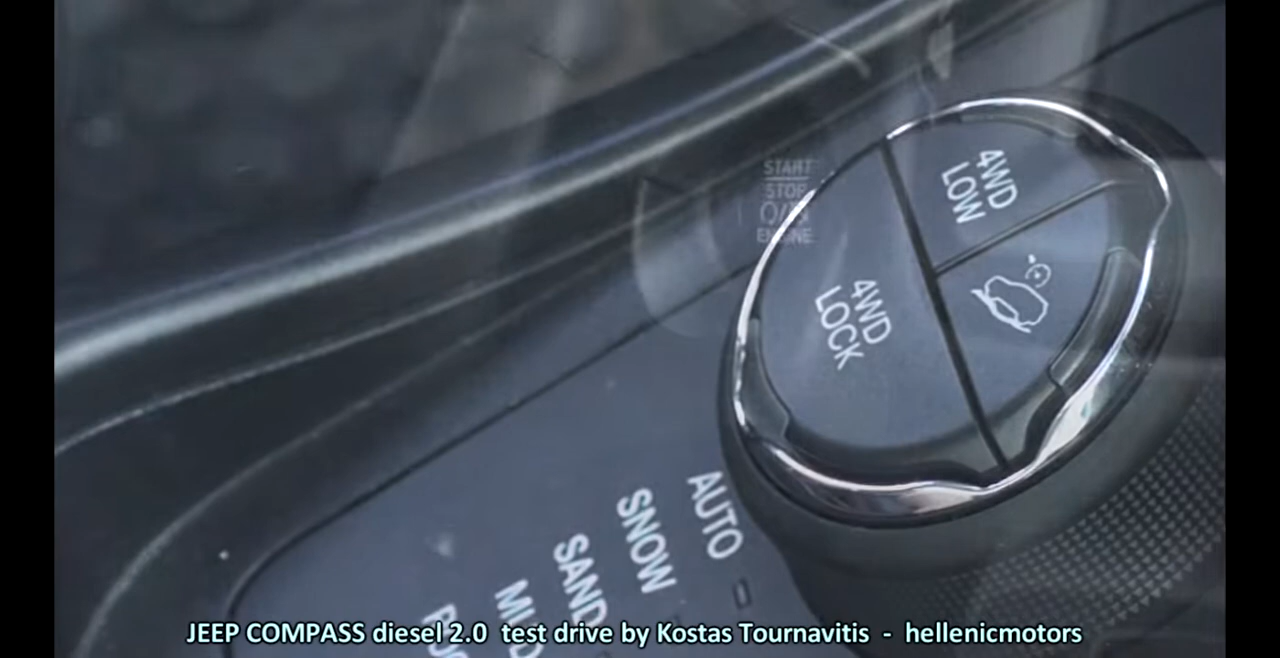 START
STOP
ENGINE
4WD
LOW
4WD
LOCK
AUTO
SNOW
SAND
MUD
JEEP COMPASS diesel 2.0 test drive by Kostas Tournavitis - hellenicmotors